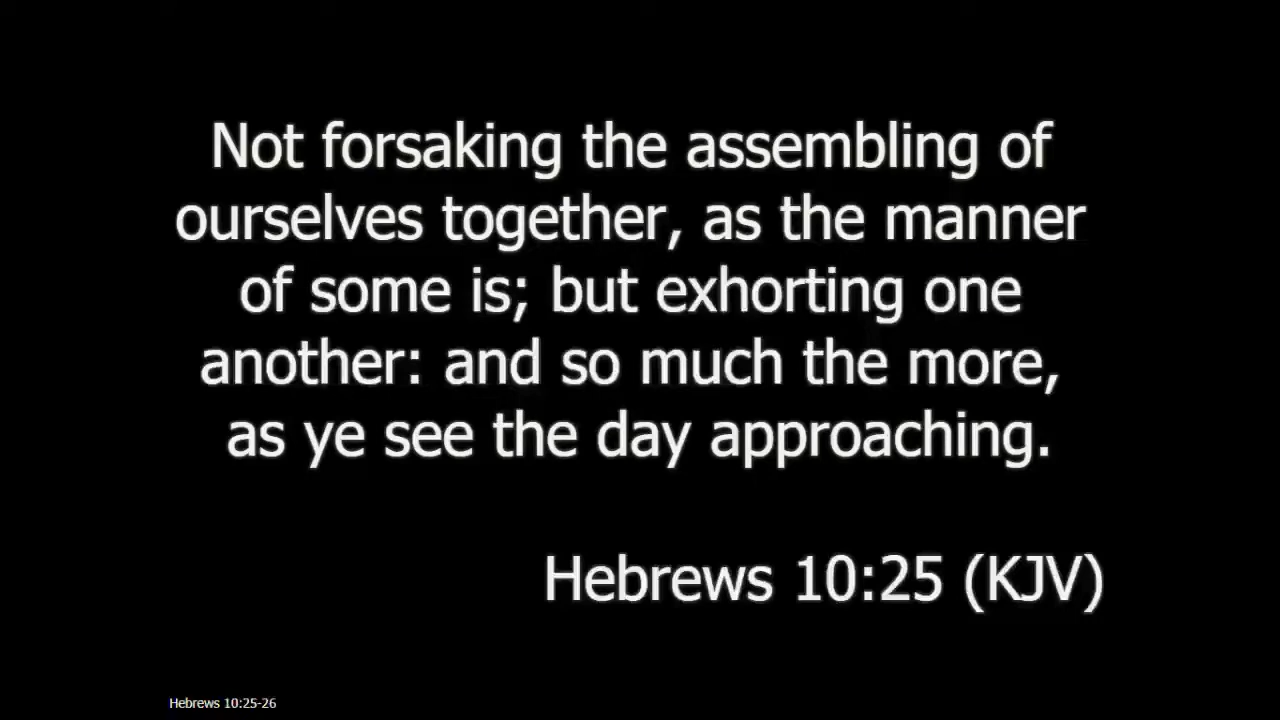 Not forsaking the assembling of
ourselves together, as the manner
of some is; but exhorting one
another: and so much the more,
as ye see the day approaching.
Hebrews 10:25 (KJV)
Hebrews 10:25-26